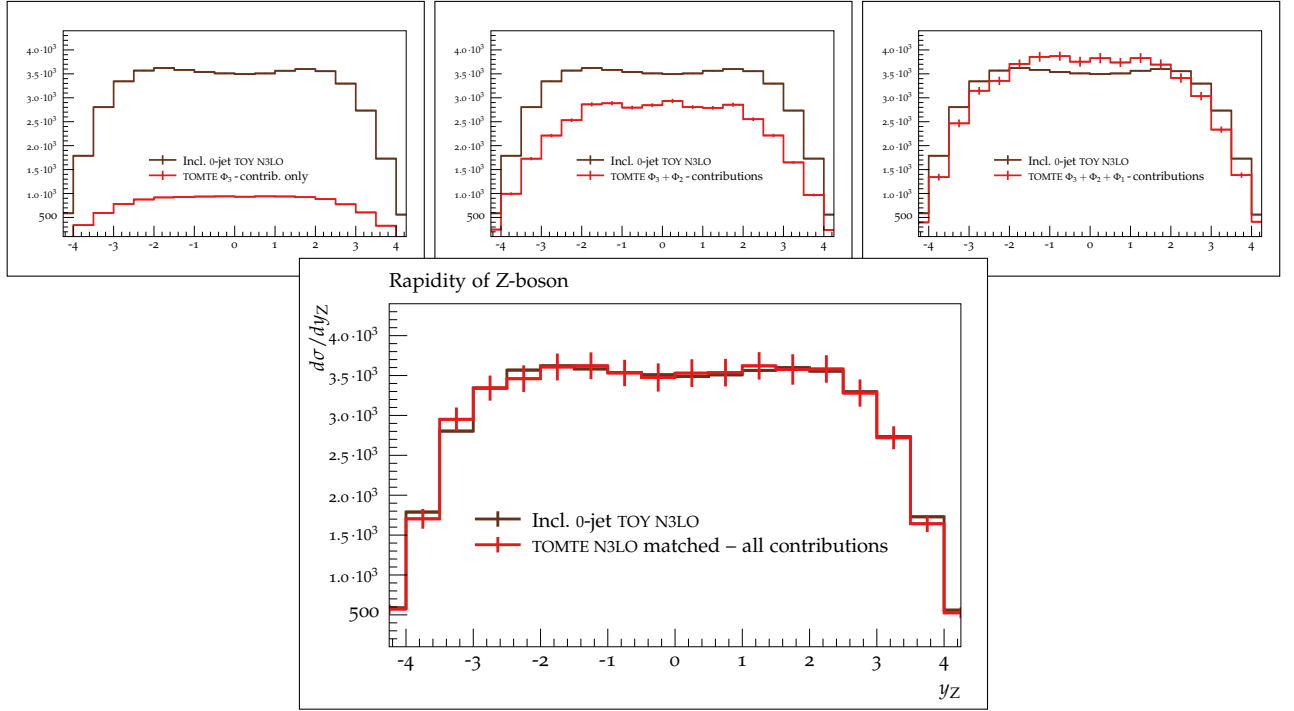 4.0·10³
3.5·10³
3.0·10³
2.5·10³
2.0·10³
1.5·10³
1.0·10³
500
Incl. 0-jet TOY N3LO
TOMTE Φ₃ - contrib. only
-4 -3 -2 -1 0 1 2 3 4
4.0·10³
3.5·10³
3.0·10³
2.5·10³
2.0·10³
1.5·10³
1.0·10³
500
Incl. 0-jet TOY N3LO
TOMTE Φ₃ + Φ₂ - contributions
-4 -3 -2 -1 0 1 2 3 4
4.0·10³
3.5·10³
3.0·10³
2.5·10³
2.0·10³
1.5·10³
1.0·10³
500
Incl. 0-jet TOY N3LO
TOMTE Φ₃ + Φ₂ + Φ₁ - contributions
-4 -3 -2 -1 0 1 2 3 4
Rapidity of Z-boson
dσ/dy_Z
4.0·10³
3.5·10³
3.0·10³
2.5·10³
2.0·10³
1.5·10³
1.0·10³
500
Incl. 0-jet TOY N3LO
TOMTE N3LO matched – all contributions
-4 -3 -2 -1 0 1 2 3 4
y_Z